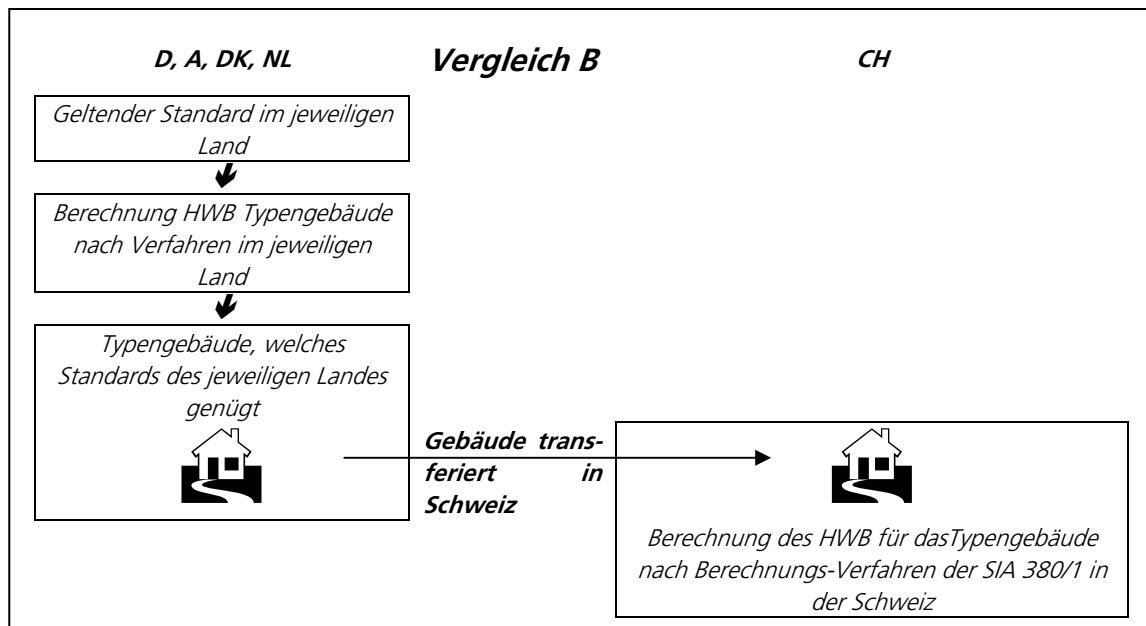 D, A, DK, NL
Vergleich B
CH
Geltender Standard im jeweiligen
Land
Berechnung HWB Typengebäude
nach Verfahren im jeweiligen
Land
Typengebäude, welches
Standards des jeweiligen Landes
genügt
Gebäude trans-
feriert in
Schweiz
Berechnung des HWB für dasTypengebäude
nach Berechnungs-Verfahren der SIA 380/1 in
der Schweiz